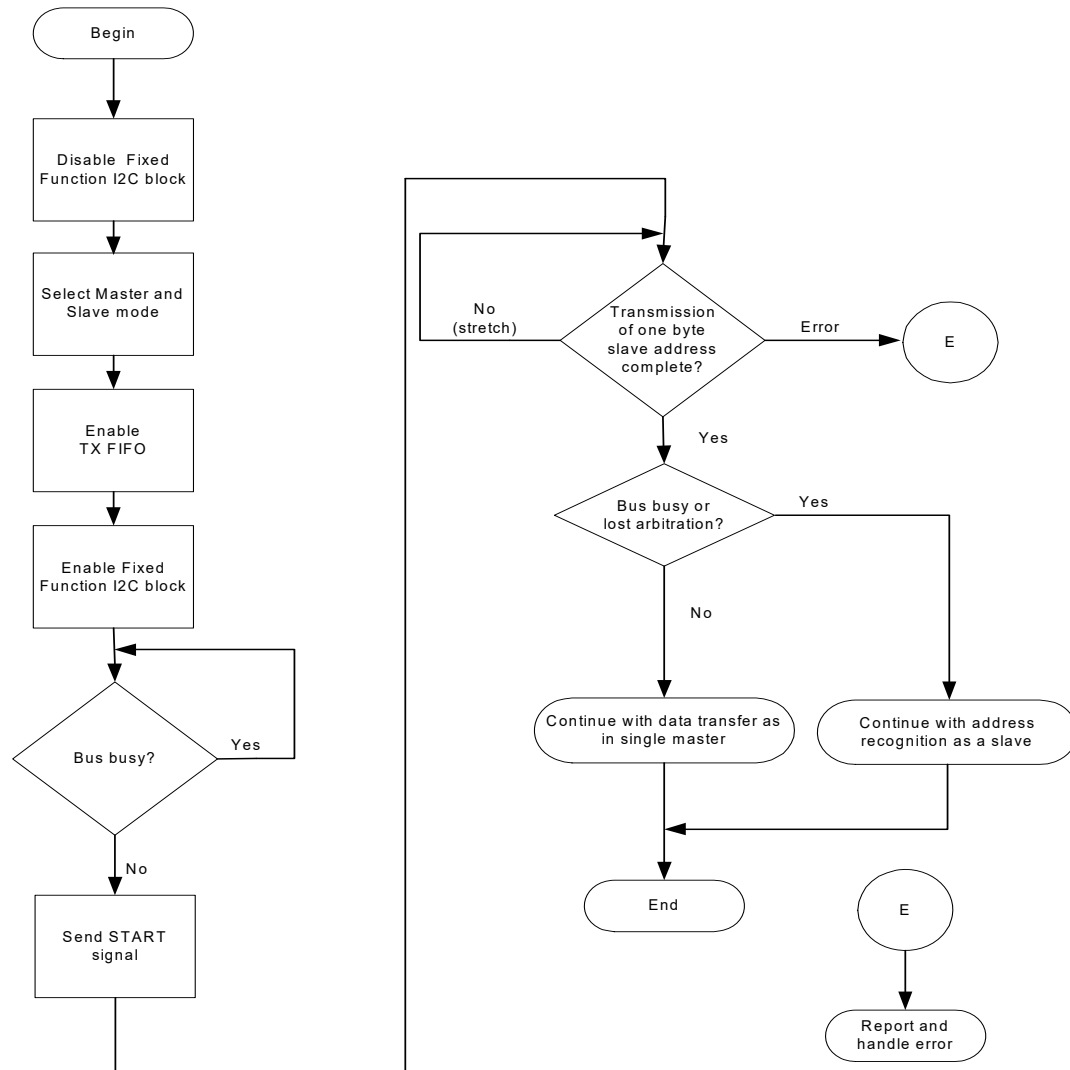 Begin
Disable Fixed
Function I2C block
Select Master and
Slave mode
Enable
TX FIFO
Enable Fixed
Function I2C block
Bus busy?
Yes
No
Send START
signal
No
(stretch)
Transmission
of one byte
slave address
complete?
Error
E
Yes
Bus busy or
lost arbitration?
Yes
No
Continue with data transfer as
in single master
Continue with address
recognition as a slave
End
E
Report and
handle error